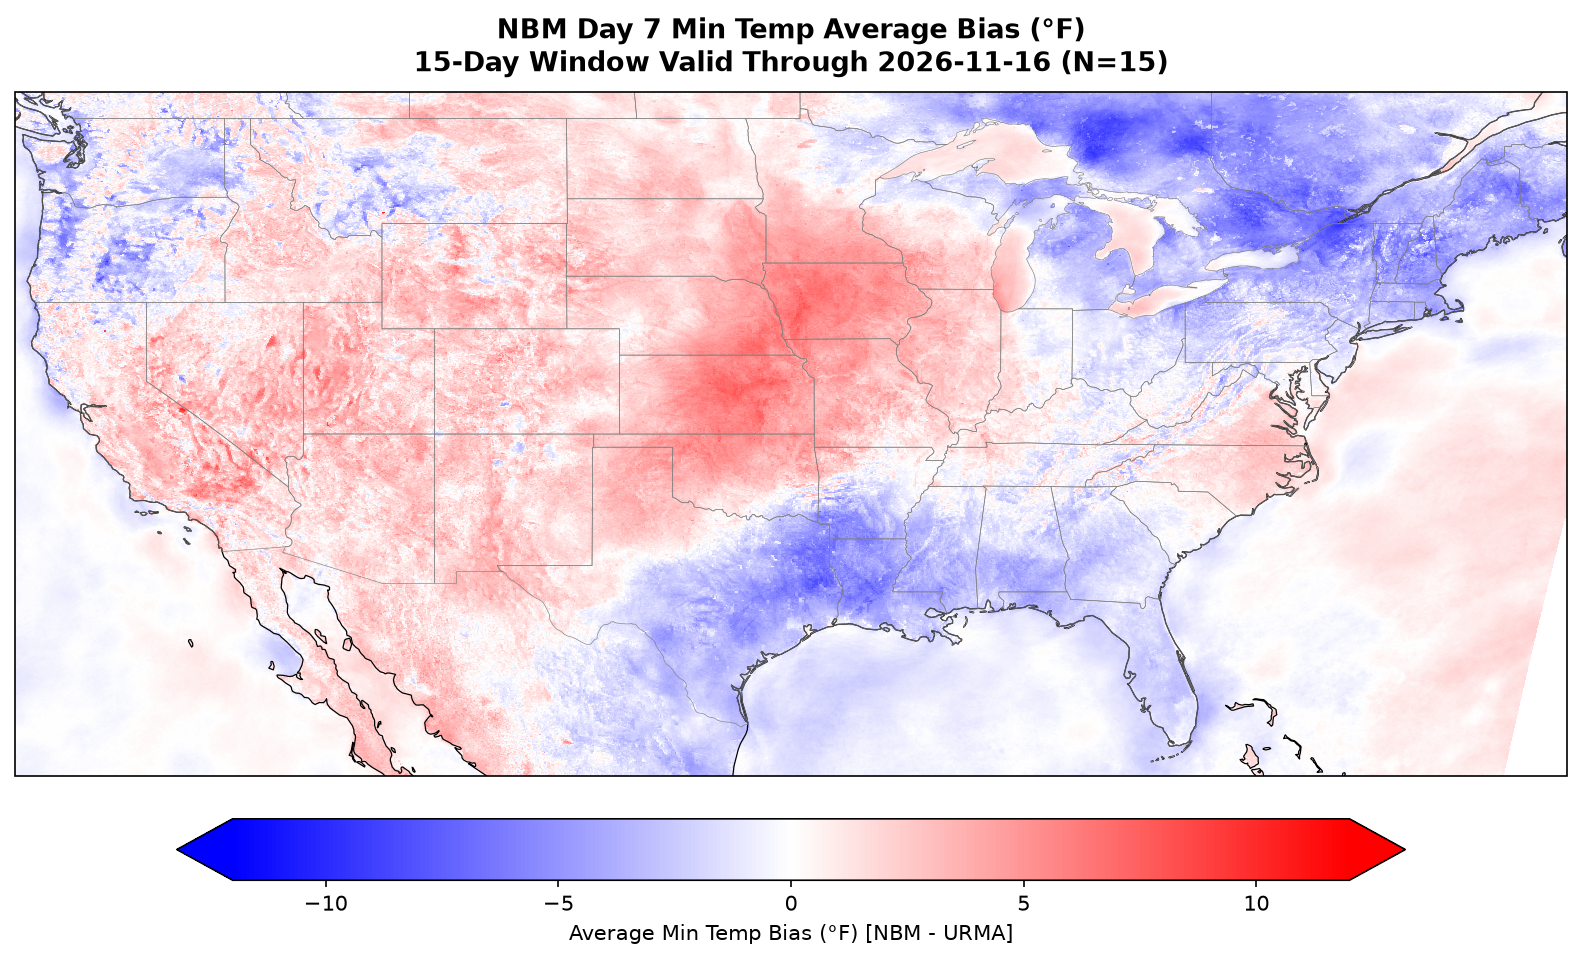 NBM Day 7 Min Temp Average Bias (°F)
15-Day Window Valid Through 2026-11-16 (N=15)
−10 −5 0 5 10
Average Min Temp Bias (°F) [NBM - URMA]